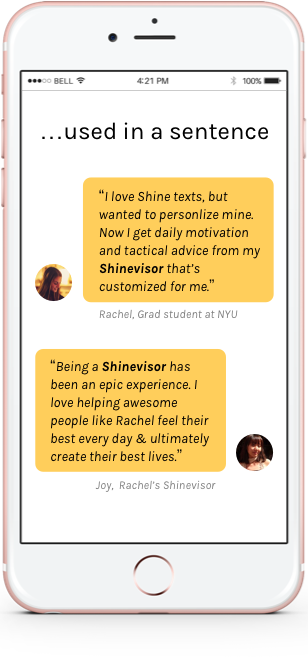 BELL 4:21 PM 100%
...used in a sentence
“I love Shine texts, but
wanted to personlize mine.
Now I get daily motivation
and tactical advice from my
Shinevisor that’s
customized for me.”
Rachel, Grad student at NYU
“Being a Shinevisor has
been an epic experience. I
love helping awesome
people like Rachel feel their
best every day & ultimately
create their best lives.”
Joy, Rachel’s Shinevisor